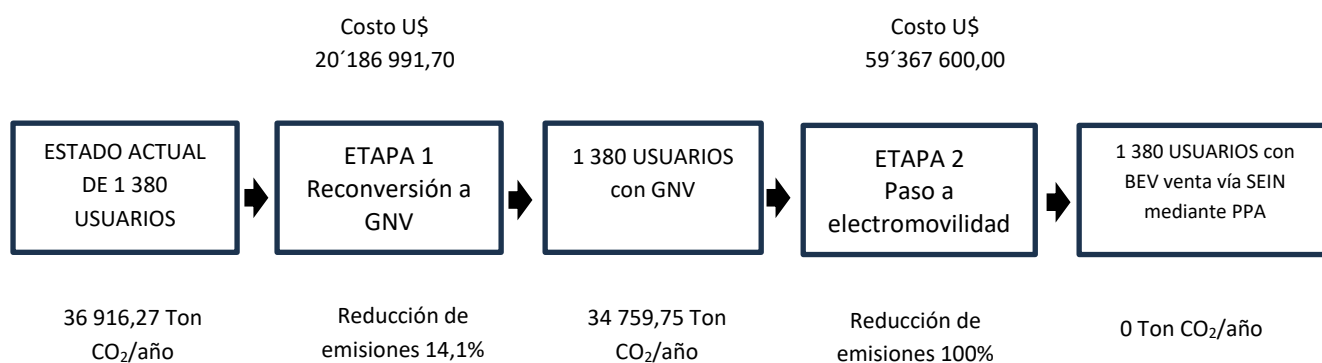 Costo U$
20´186 991,70
Costo U$
59´367 600,00
ESTADO ACTUAL
DE 1 380
USUARIOS
ETAPA 1
Reconversión a
GNV
1 380 USUARIOS
con GNV
ETAPA 2
Paso a
electromovilidad
1 380 USUARIOS con
BEV venta vía SEIN
mediante PPA
36 916,27 Ton
CO₂/año
Reducción de
emisiones 14,1%
34 759,75 Ton
CO₂/año
Reducción de
emisiones 100%
0 Ton CO₂/año